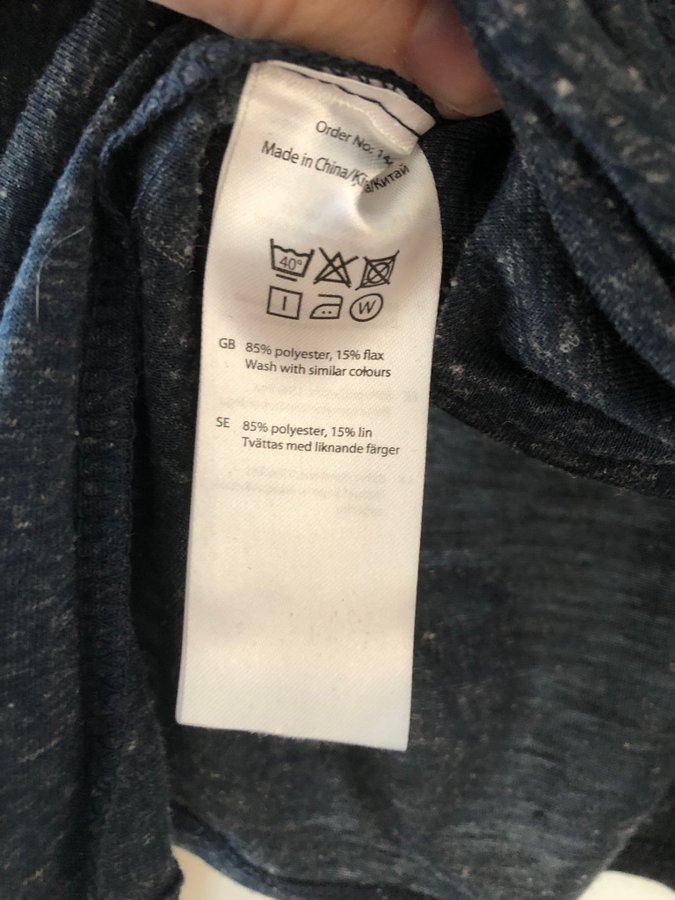 Order No: 14
Made in China/Ki a/Китай
40°
I W
GB 85% polyester, 15% flax
Wash with similar colours
SE 85% polyester, 15% lin
Tvättas med liknande färger